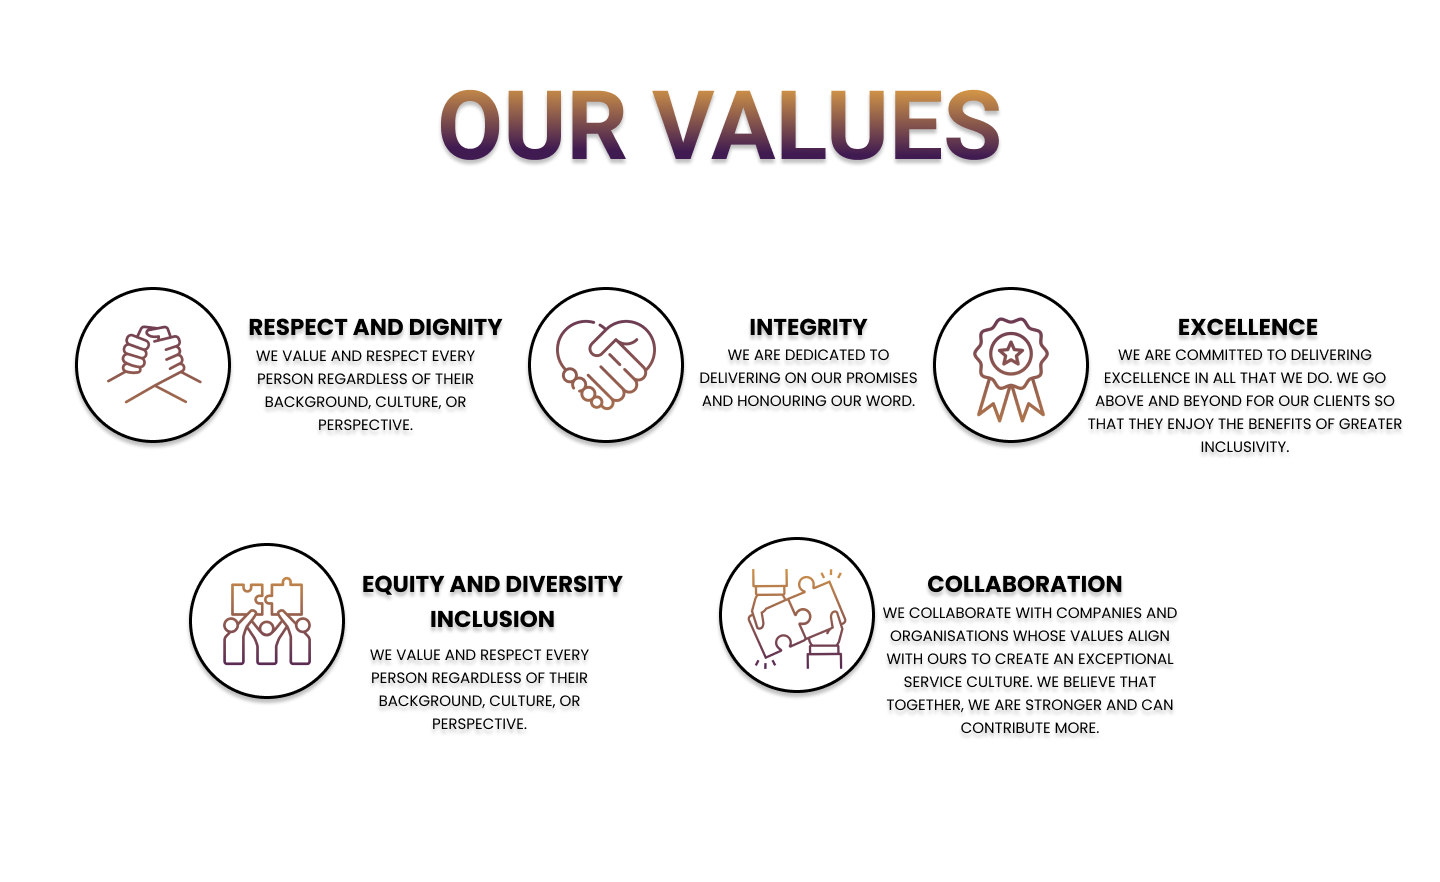 OUR VALUES
RESPECT AND DIGNITY
WE VALUE AND RESPECT EVERY
PERSON REGARDLESS OF THEIR
BACKGROUND, CULTURE, OR
PERSPECTIVE.
INTEGRITY
WE ARE DEDICATED TO
DELIVERING ON OUR PROMISES
AND HONOURING OUR WORD.
EXCELLENCE
WE ARE COMMITTED TO DELIVERING
EXCELLENCE IN ALL THAT WE DO. WE GO
ABOVE AND BEYOND FOR OUR CLIENTS SO
THAT THEY ENJOY THE BENEFITS OF GREATER
INCLUSIVITY.
EQUITY AND DIVERSITY
INCLUSION
WE VALUE AND RESPECT EVERY
PERSON REGARDLESS OF THEIR
BACKGROUND, CULTURE, OR
PERSPECTIVE.
COLLABORATION
WE COLLABORATE WITH COMPANIES AND
ORGANISATIONS WHOSE VALUES ALIGN
WITH OURS TO CREATE AN EXCEPTIONAL
SERVICE CULTURE. WE BELIEVE THAT
TOGETHER, WE ARE STRONGER AND CAN
CONTRIBUTE MORE.